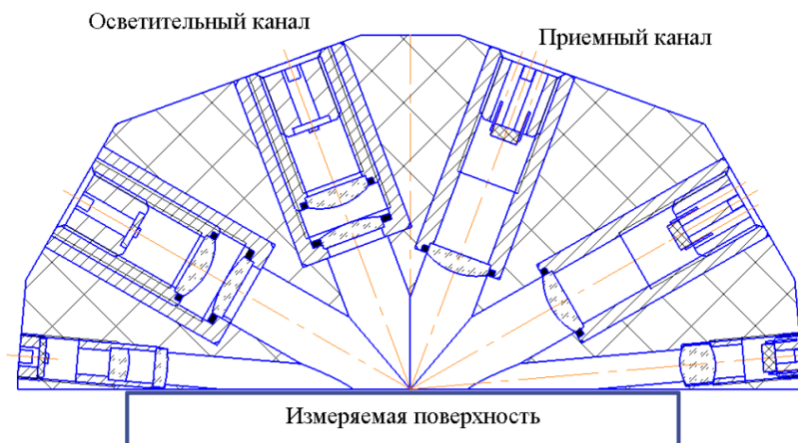 Осветительный канал
Приемный канал
Измеряемая поверхность